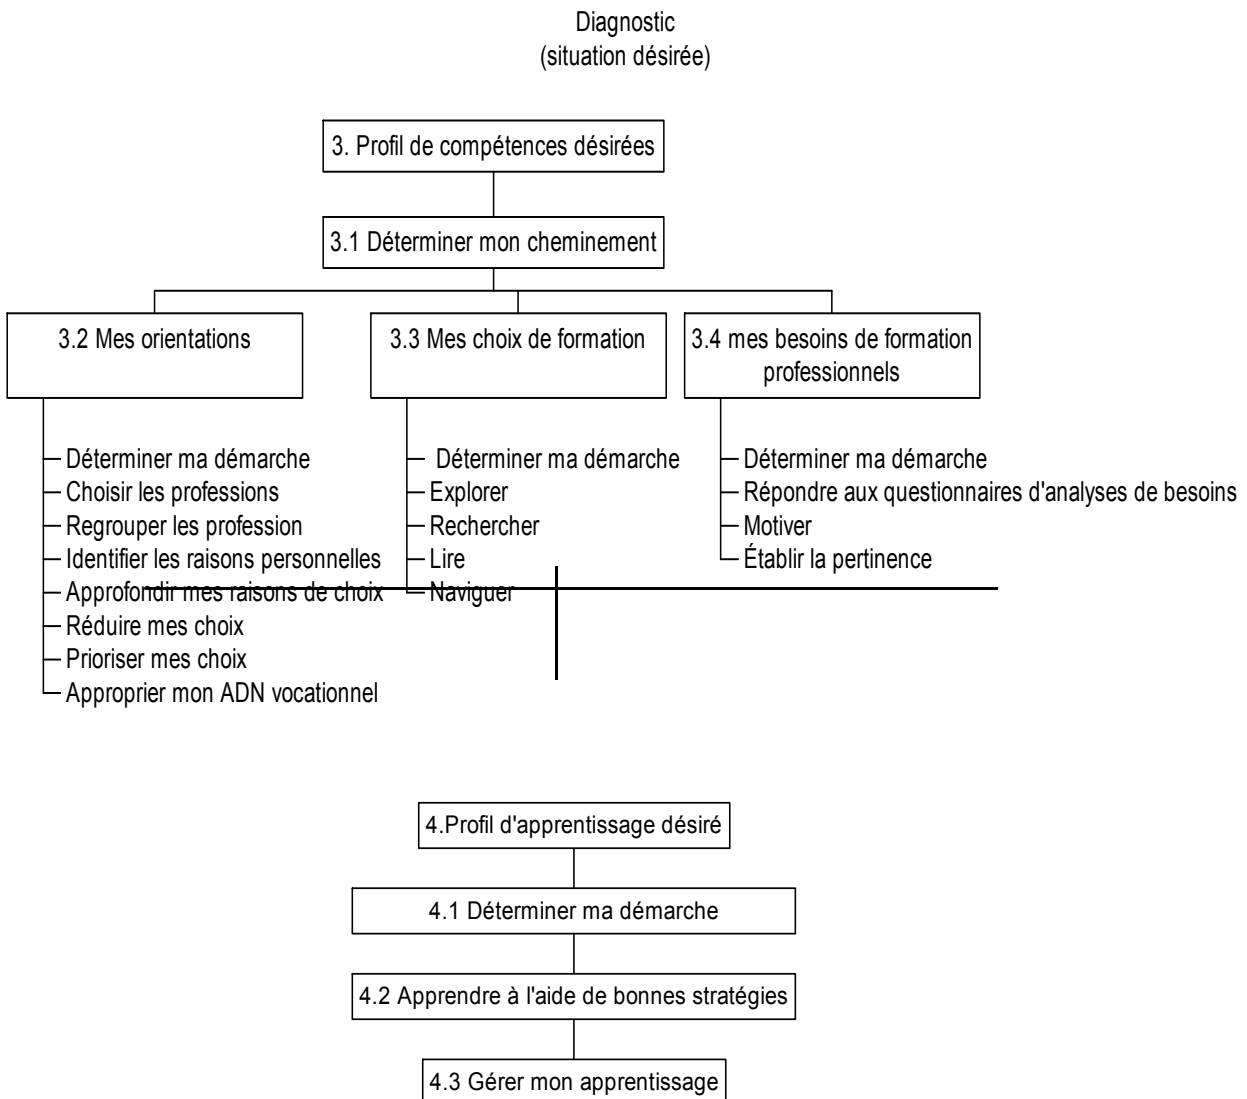 Diagnostic
(situation désirée)
3. Profil de compétences désirées
3.1 Déterminer mon cheminement
3.2 Mes orientations
Déterminer ma démarche
Choisir les professions
Regrouper les profession
Identifier les raisons personnelles
Approfondir mes raisons de choix
Réduire mes choix
Prioriser mes choix
Approprier mon ADN vocationnel
3.3 Mes choix de formation
Déterminer ma démarche
Explorer
Rechercher
Lire
Naviguer
3.4 mes besoins de formation
professionnels
Déterminer ma démarche
Répondre aux questionnaires d'analyses de besoins
Motiver
Établir la pertinence
4.Profil d'apprentissage désiré
4.1 Déterminer ma démarche
4.2 Apprendre à l'aide de bonnes stratégies
4.3 Gérer mon apprentissage